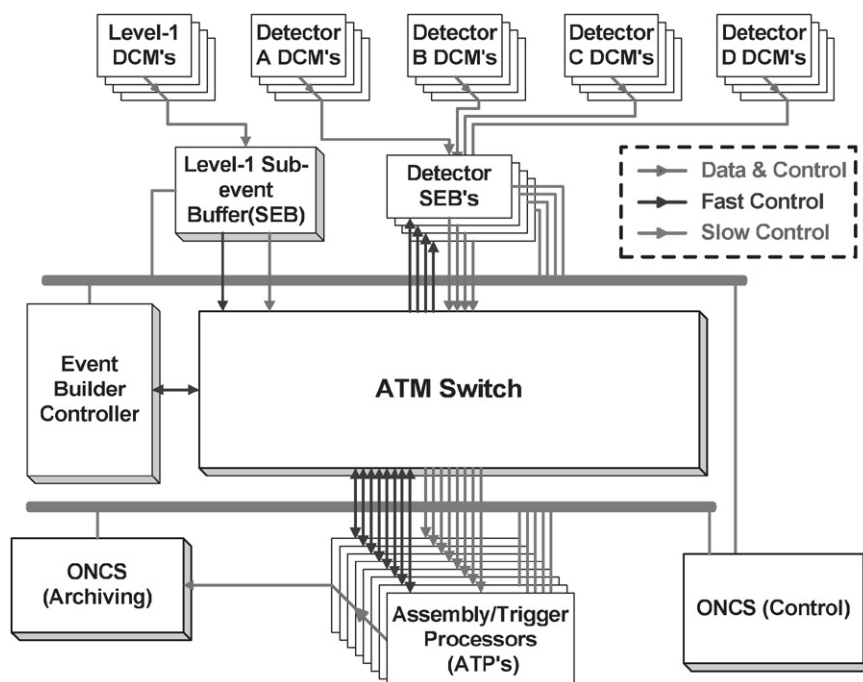 Level-1
DCM's
Detector
A DCM's
Detector
B DCM's
Detector
C DCM's
Detector
D DCM's
Level-1 Sub-
event
Buffer(SEB)
Detector
SEB's
Data & Control
Fast Control
Slow Control
Event
Builder
Controller
ATM Switch
ONCS
(Archiving)
Assembly/Trigger
Processors
(ATP's)
ONCS (Control)